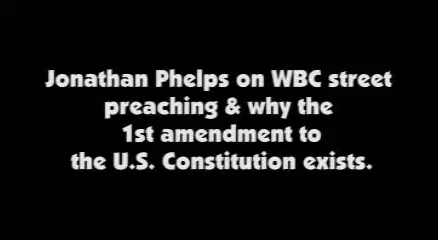 Jonathan Phelps on WBC street
preaching & why the
1st amendment to
the U.S. Constitution exists.